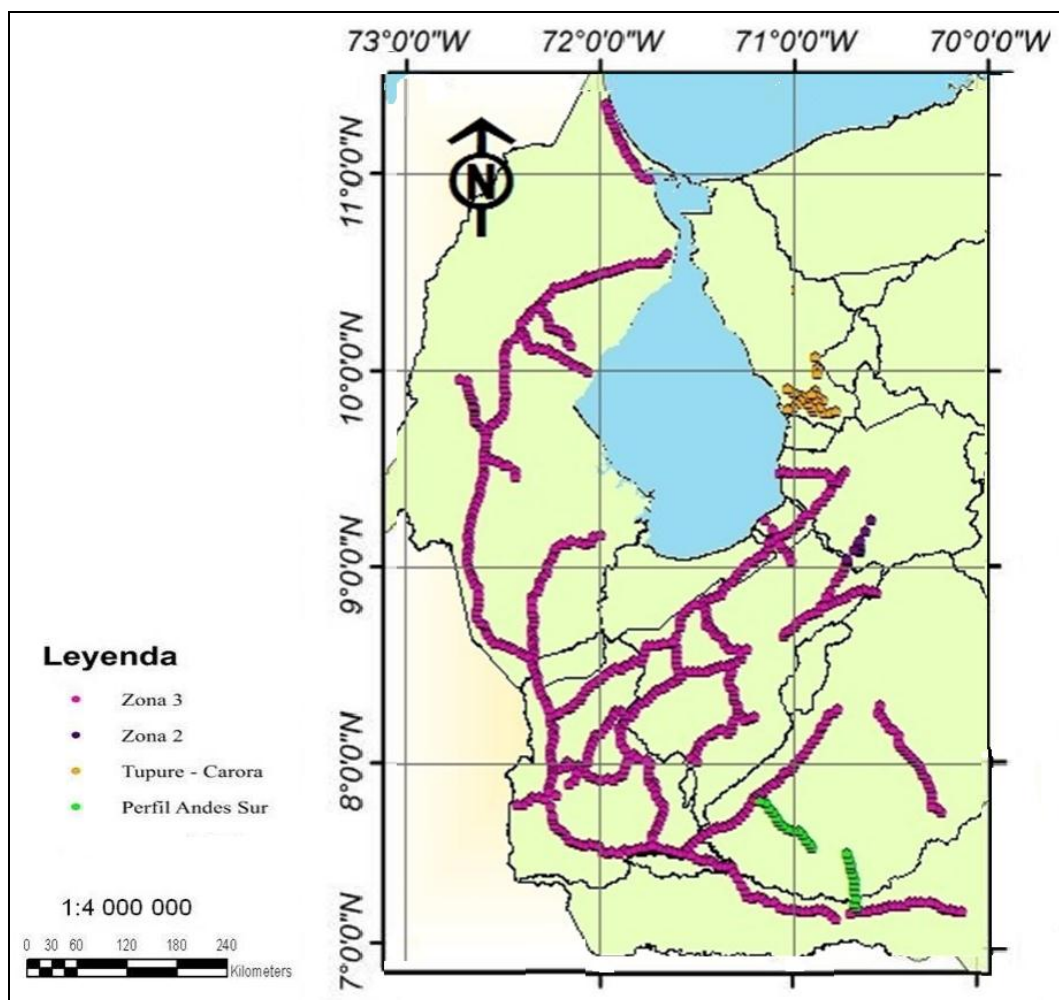 73°0'0"W 72°0'0"W 71°0'0"W 70°0'0"W
11°0'0"N
N
10°0'0"N
9°0'0"N
Leyenda
Zona 3
Zona 2
8°0'0"N
Tupure - Carora
Perfil Andes Sur
1:4 000 000
7°0'0"N
0 30 60 120 180 240
Kilometers